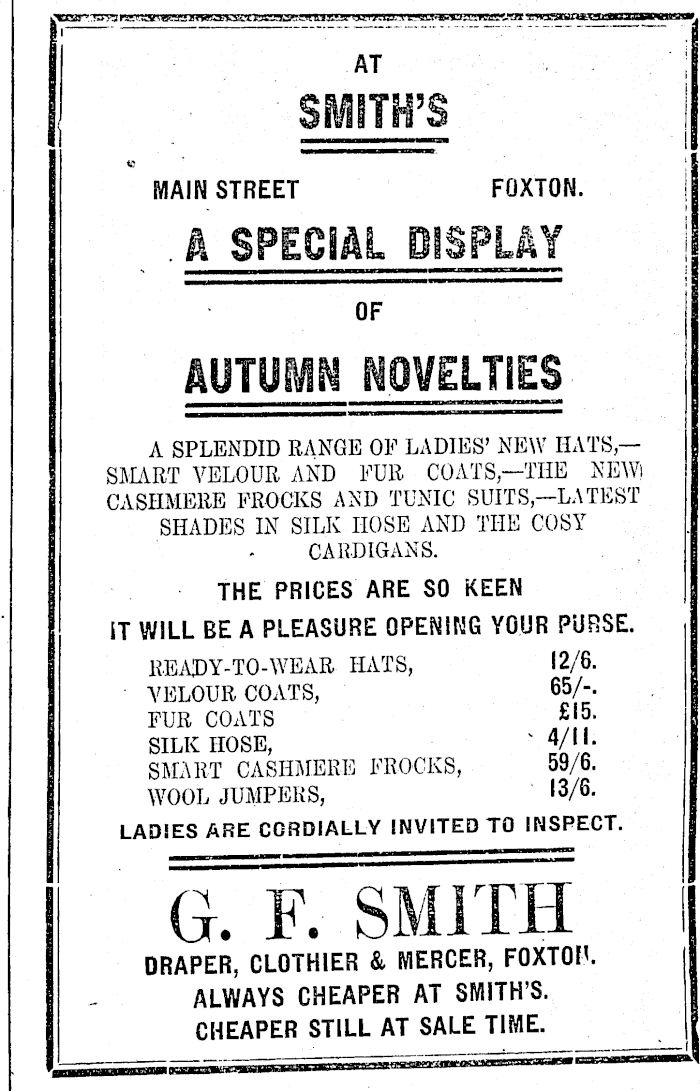 AT
SMITH'S
MAIN STREET FOXTON.
A SPECIAL DISPLAY
OF
AUTUMN NOVELTIES
A SPLENDID RANGE OF LADIES' NEW HATS,—
SMART VELOUR AND FUR COATS,—THE NEW
CASHMERE FROCKS AND TUNIC SUITS,—LATEST
SHADES IN SILK HOSE AND THE COSY
CARDIGANS.
THE PRICES ARE SO KEEN
IT WILL BE A PLEASURE OPENING YOUR PURSE.
READY-TO-WEAR HATS, 12/6.
VELOUR COATS, 65/-.
FUR COATS £15.
SILK HOSE, 4/11.
SMART CASHMERE FROCKS, 59/6.
WOOL JUMPERS, 13/6.
LADIES ARE CORDIALLY INVITED TO INSPECT.
G. F. SMITH
DRAPER, CLOTHIER & MERCER, FOXTON.
ALWAYS CHEAPER AT SMITH'S.
CHEAPER STILL AT SALE TIME.